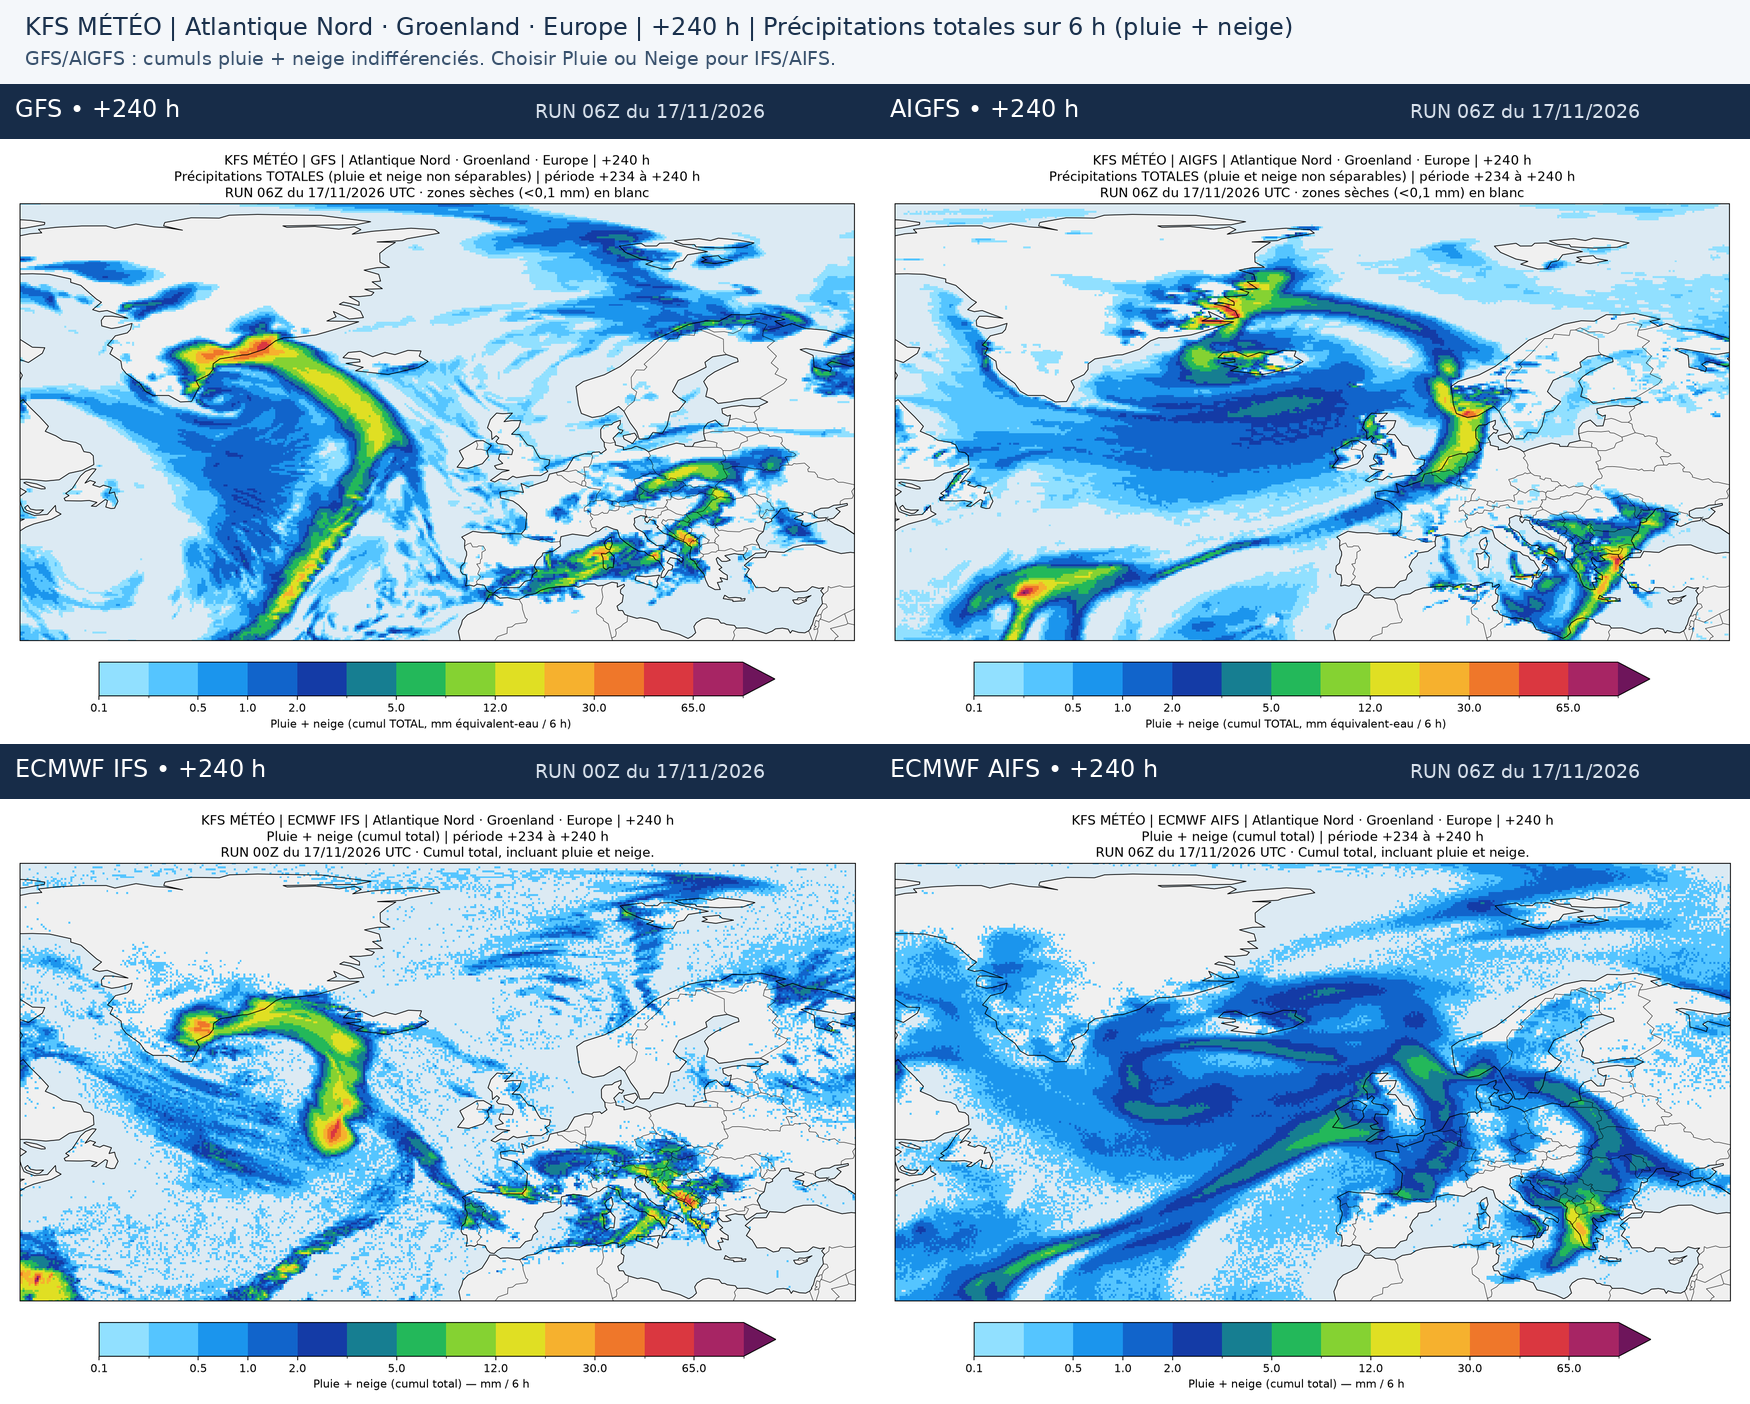 KFS MÉTÉO | Atlantique Nord · Groenland · Europe | +240 h | Précipitations totales sur 6 h (pluie + neige)
GFS/AIGFS : cumuls pluie + neige indifférenciés. Choisir Pluie ou Neige pour IFS/AIFS.
GFS • +240 h
RUN 06Z du 17/11/2026
KFS MÉTÉO | GFS | Atlantique Nord · Groenland · Europe | +240 h
Précipitations TOTALES (pluie et neige non séparables) | période +234 à +240 h
RUN 06Z du 17/11/2026 UTC · zones sèches (<0,1 mm) en blanc
0.1 0.5 1.0 2.0 5.0 12.0 30.0 65.0
Pluie + neige (cumul TOTAL, mm équivalent-eau / 6 h)
AIGFS • +240 h
RUN 06Z du 17/11/2026
KFS MÉTÉO | AIGFS | Atlantique Nord · Groenland · Europe | +240 h
Précipitations TOTALES (pluie et neige non séparables) | période +234 à +240 h
RUN 06Z du 17/11/2026 UTC · zones sèches (<0,1 mm) en blanc
0.1 0.5 1.0 2.0 5.0 12.0 30.0 65.0
Pluie + neige (cumul TOTAL, mm équivalent-eau / 6 h)
ECMWF IFS • +240 h
RUN 00Z du 17/11/2026
KFS MÉTÉO | ECMWF IFS | Atlantique Nord · Groenland · Europe | +240 h
Pluie + neige (cumul total) | période +234 à +240 h
RUN 00Z du 17/11/2026 UTC · Cumul total, incluant pluie et neige.
0.1 0.5 1.0 2.0 5.0 12.0 30.0 65.0
Pluie + neige (cumul total) — mm / 6 h
ECMWF AIFS • +240 h
RUN 06Z du 17/11/2026
KFS MÉTÉO | ECMWF AIFS | Atlantique Nord · Groenland · Europe | +240 h
Pluie + neige (cumul total) | période +234 à +240 h
RUN 06Z du 17/11/2026 UTC · Cumul total, incluant pluie et neige.
0.1 0.5 1.0 2.0 5.0 12.0 30.0 65.0
Pluie + neige (cumul total) — mm / 6 h